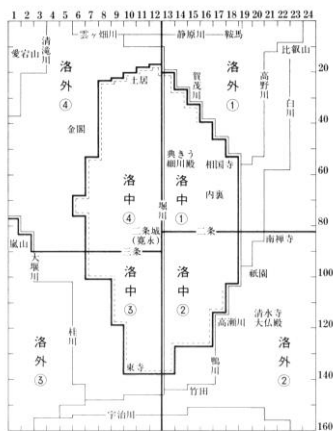 1 2 3 4 5 6 7 8 9 10 11 12 13 14 15 16 17 18 19 20 21 22 23 24
雲ヶ畑川
静原川
鞍馬
清滝川
愛宕山
比叡山
20
土居
賀茂川
高野川
白川
洛外
④
洛外
①
40
金閣
典きう
細川殿
相国寺
60
洛中
④
洛中
①
内裏
堀川
80
二条城
(寛永)
二条
南禅寺
嵐山
三条
大堰川
祇園
100
洛中
③
洛中
②
高瀬川
清水寺
大仏殿
桂川
120
洛外
③
鴨川
洛外
②
東寺
140
竹田
宇治川
160